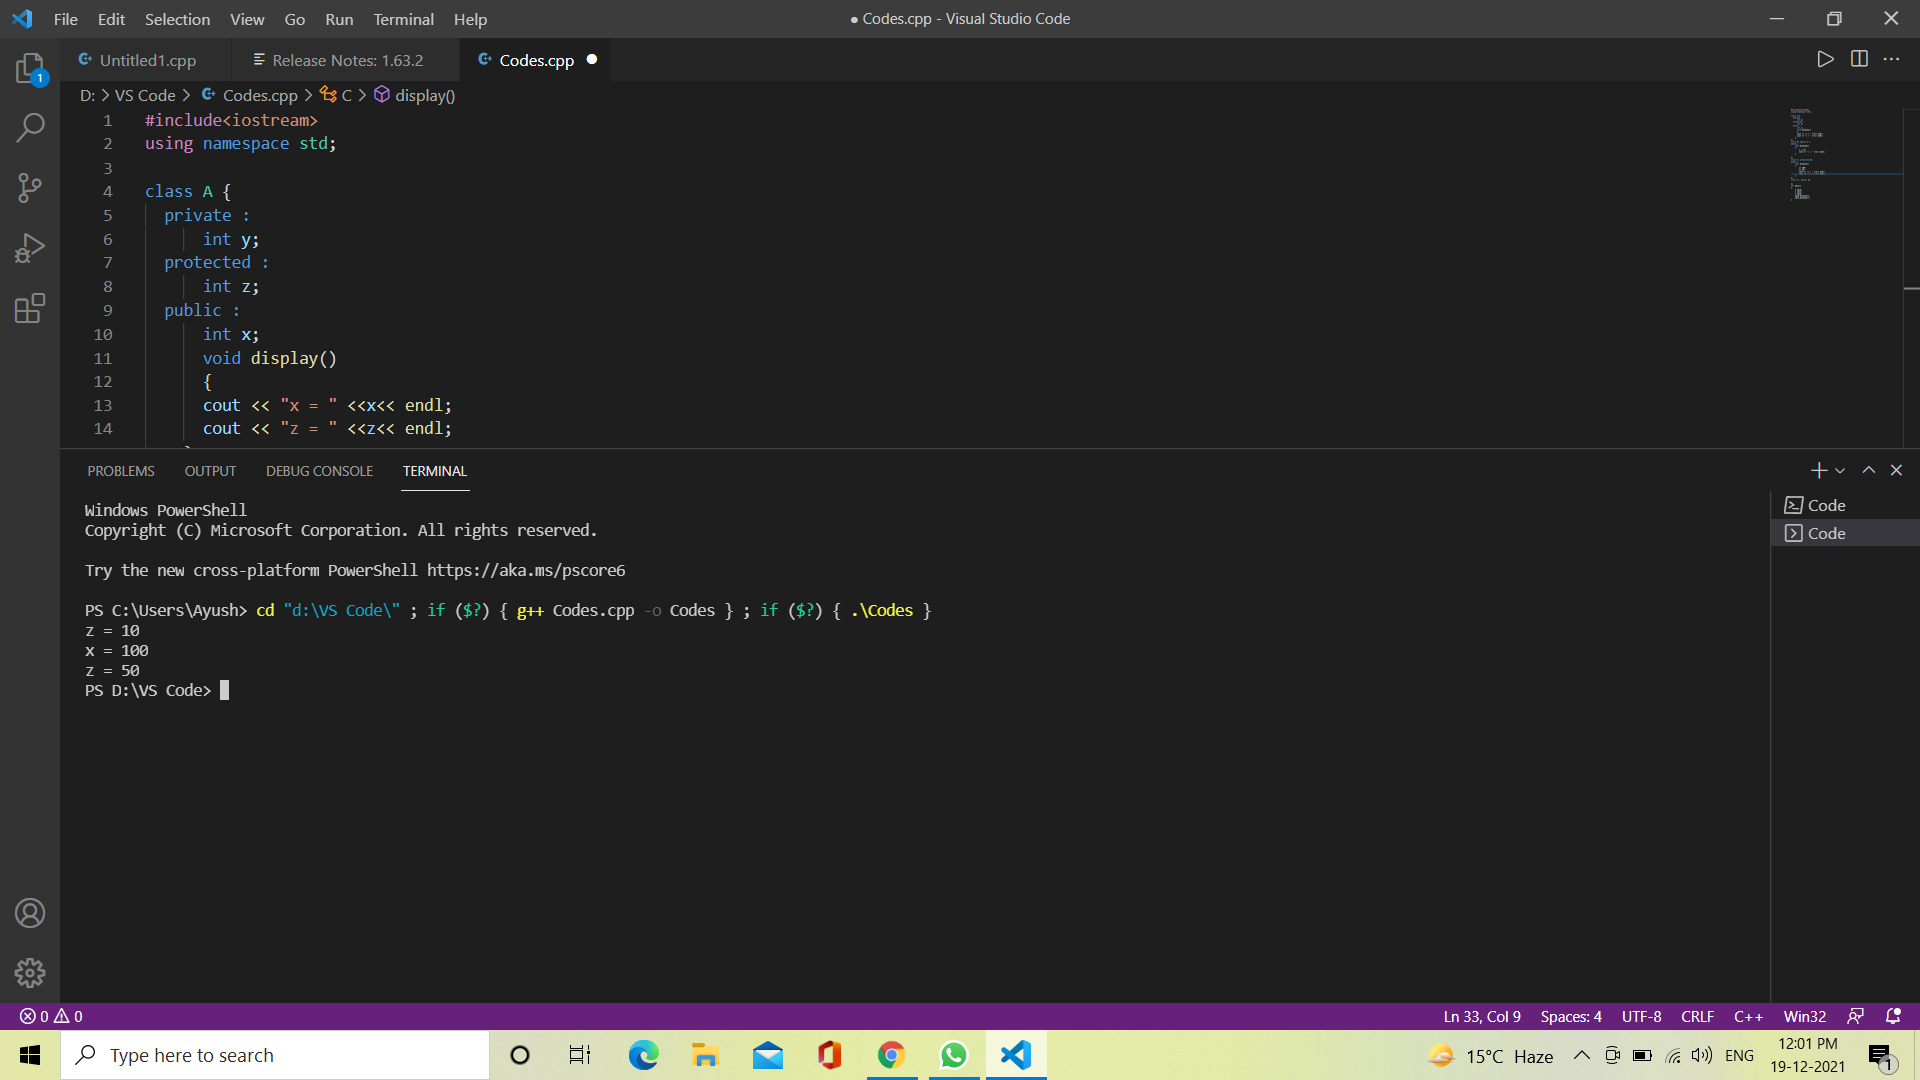 File Edit Selection View Go Run Terminal Help
● Codes.cpp - Visual Studio Code
Untitled1.cpp
Release Notes: 1.63.2
Codes.cpp ●
1
D: > VS Code > Codes.cpp > C > display()
1 #include<iostream>
2 using namespace std;
3
4 class A {
5 private :
6 int y;
7 protected :
8 int z;
9 public :
10 int x;
11 void display()
12 {
13 cout << "x = " <<x<< endl;
14 cout << "z = " <<z<< endl;
PROBLEMS OUTPUT DEBUG CONSOLE TERMINAL
Windows PowerShell
Copyright (C) Microsoft Corporation. All rights reserved.
Try the new cross-platform PowerShell https://aka.ms/pscore6
PS C:\Users\Ayush> cd "d:\VS Code\" ; if ($?) { g++ Codes.cpp -o Codes } ; if ($?) { .\Codes }
z = 10
x = 100
z = 50
PS D:\VS Code>
Code
Code
0 0
Ln 33, Col 9 Spaces: 4 UTF-8 CRLF C++ Win32
Type here to search
15°C Haze
ENG
12:01 PM
19-12-2021
1